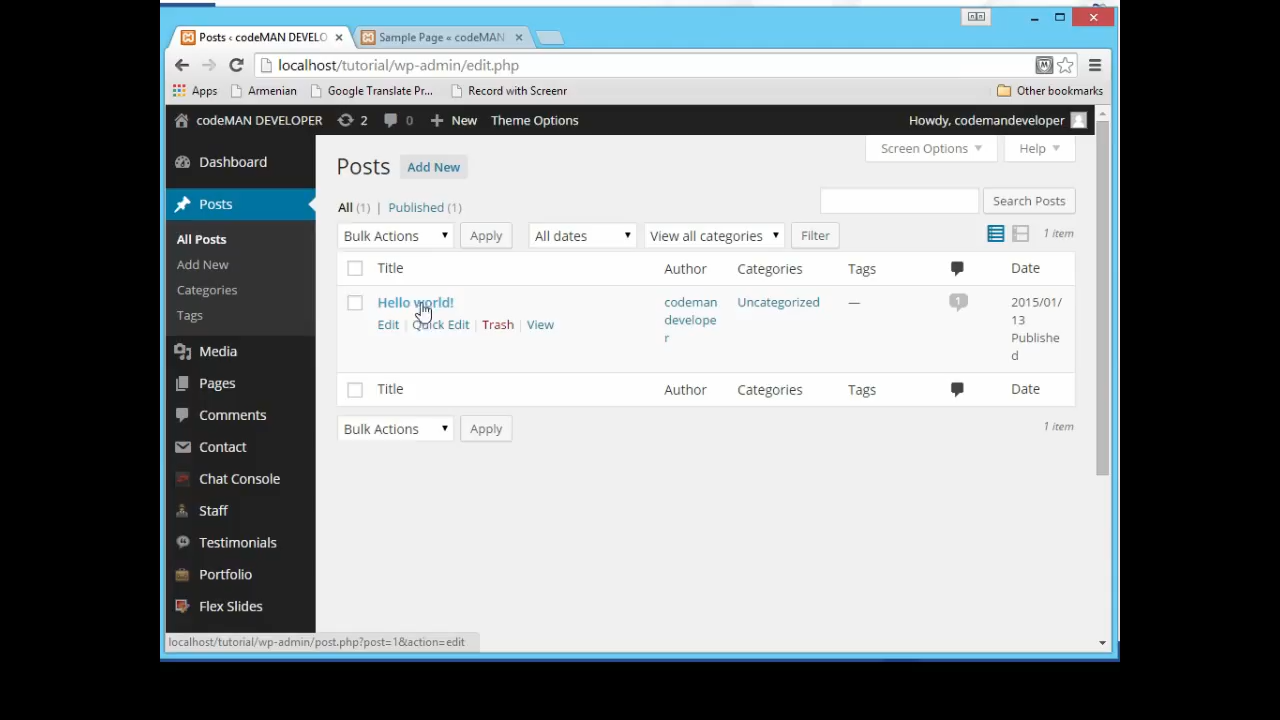 Posts ‹ codeMAN DEVELO
Sample Page « codeMAN
localhost/tutorial/wp-admin/edit.php
Apps Armenian Google Translate Pr... Record with Screenr Other bookmarks
codeMAN DEVELOPER 2 0 New Theme Options Howdy, codemandeveloper
Dashboard
Posts
All Posts
Add New
Categories
Tags
Media
Pages
Comments
Contact
Chat Console
Staff
Testimonials
Portfolio
Flex Slides
Screen Options Help
Posts Add New
All (1) | Published (1)
Search Posts
Bulk Actions Apply All dates View all categories Filter 1 item
Title Author Categories Tags Date
Hello world!
Edit | Quick Edit | Trash | View
codeman
develope
r
Uncategorized
—
1
2015/01/
13
Publishe
d
Title Author Categories Tags Date
Bulk Actions Apply 1 item
localhost/tutorial/wp-admin/post.php?post=1&action=edit